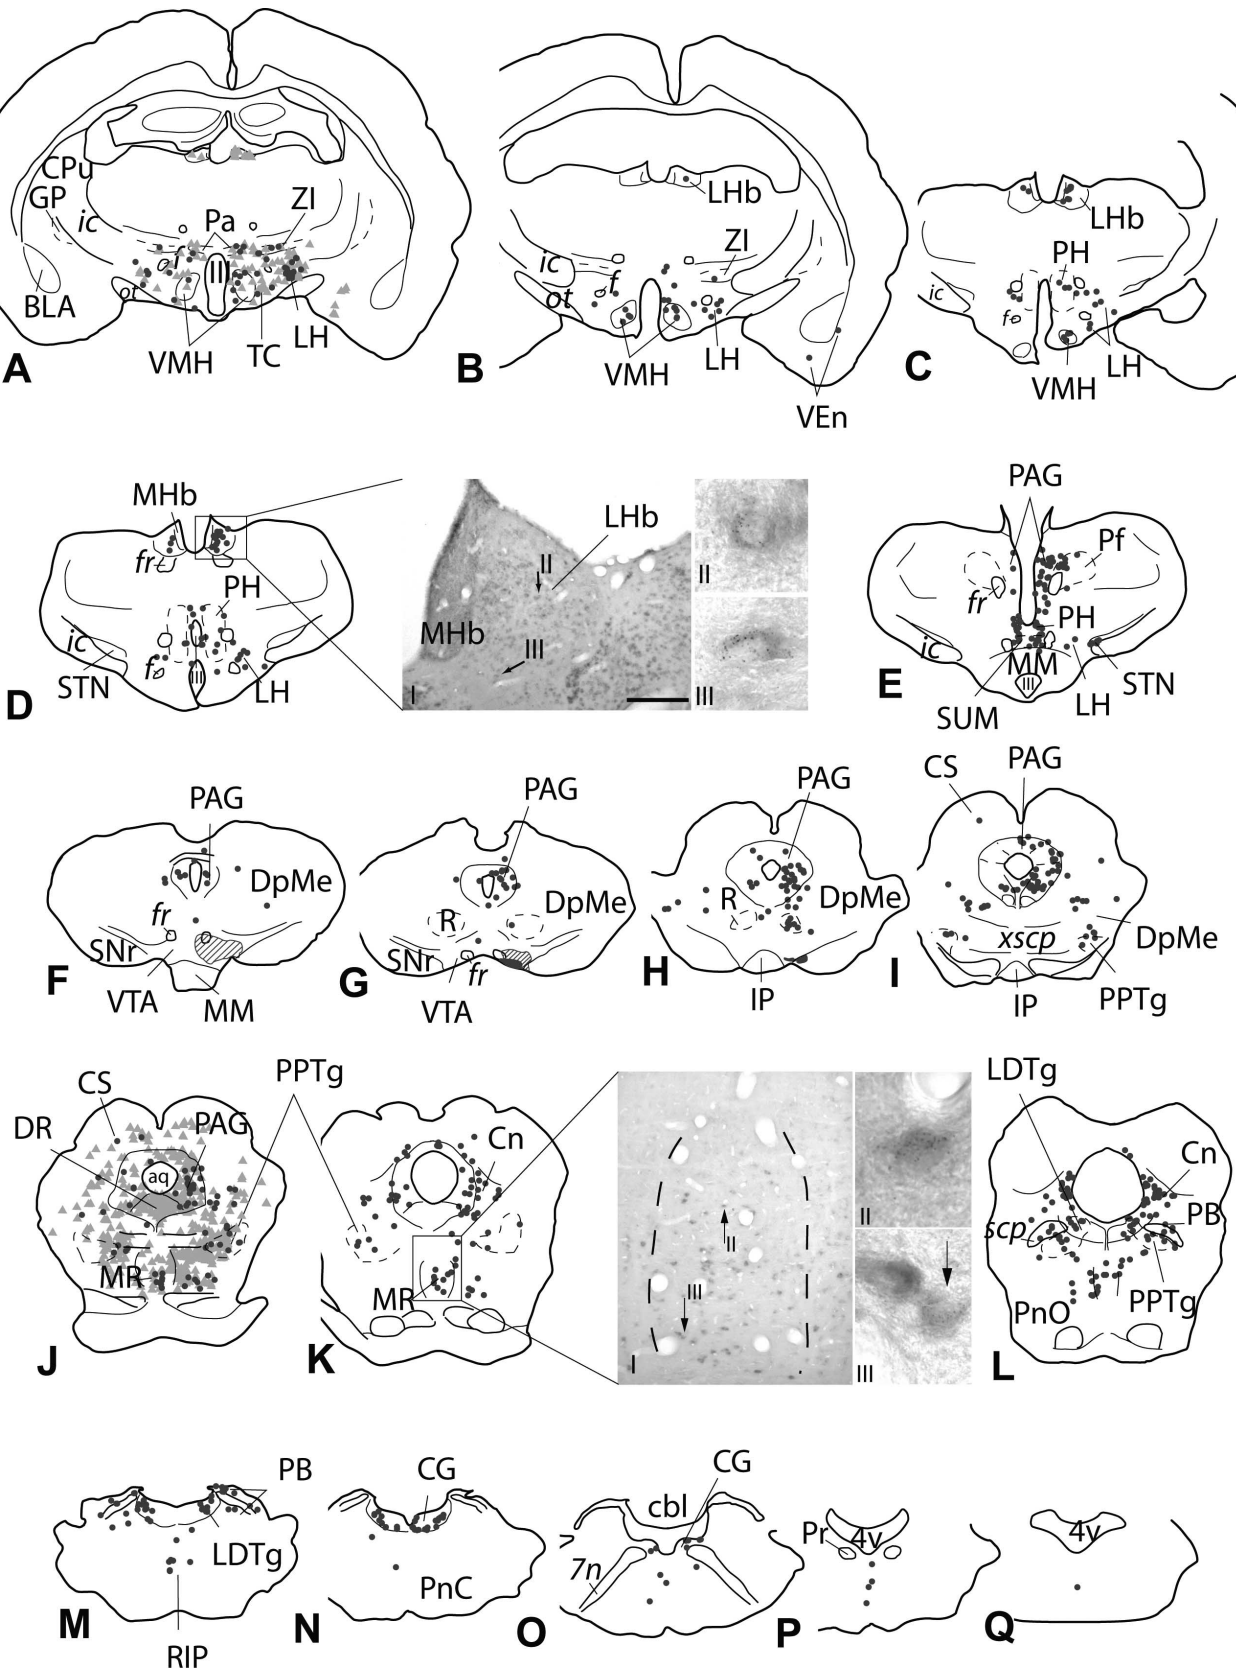 CPu
GP
ic
Pa
ZI
f
III
ot
BLA
VMH
TC
LH
A
LHb
ZI
ic
f
ot
VMH
LH
VEn
B
LHb
PH
ic
f
LH
VMH
C
MHb
fr
PH
ic
f
III
STN
LH
D
LHb
II
MHb
III
I
II
III
PAG
Pf
fr
PH
ic
MM
III
STN
SUM
LH
E
PAG
DpMe
fr
SNr
VTA
MM
F
PAG
R
DpMe
SNr
fr
VTA
G
PAG
R
DpMe
IP
H
CS
PAG
xscp
DpMe
IP
PPTg
I
CS
DR
PAG
aq
MR
J
PPTg
Cn
MR
K
II
III
I
II
III
LDTg
Cn
PB
scp
PnO
PPTg
L
PB
LDTg
RIP
M
CG
PnC
N
CG
cbl
7n
O
Pr
4v
P
4v
Q